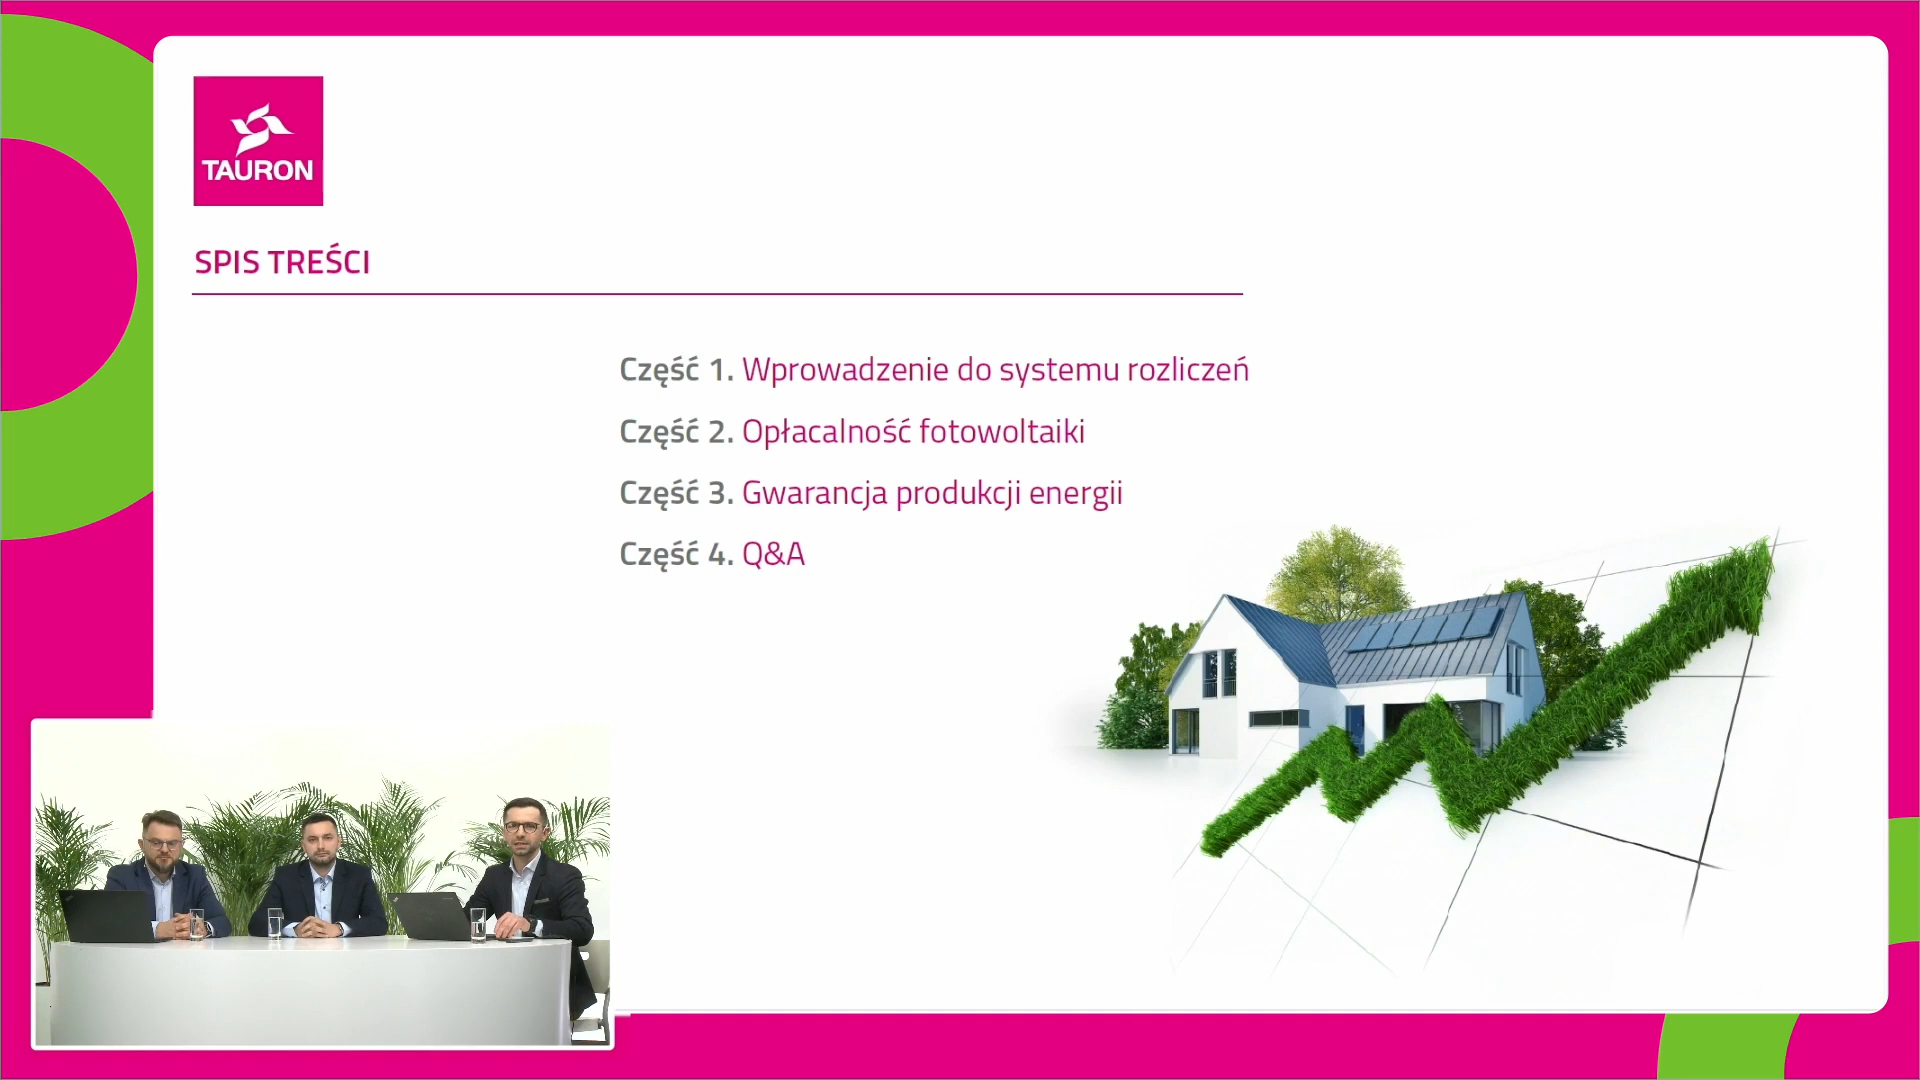 TAURON
SPIS TREŚCI
Część 1. Wprowadzenie do systemu rozliczeń
Część 2. Opłacalność fotowoltaiki
Część 3. Gwarancja produkcji energii
Część 4. Q&A